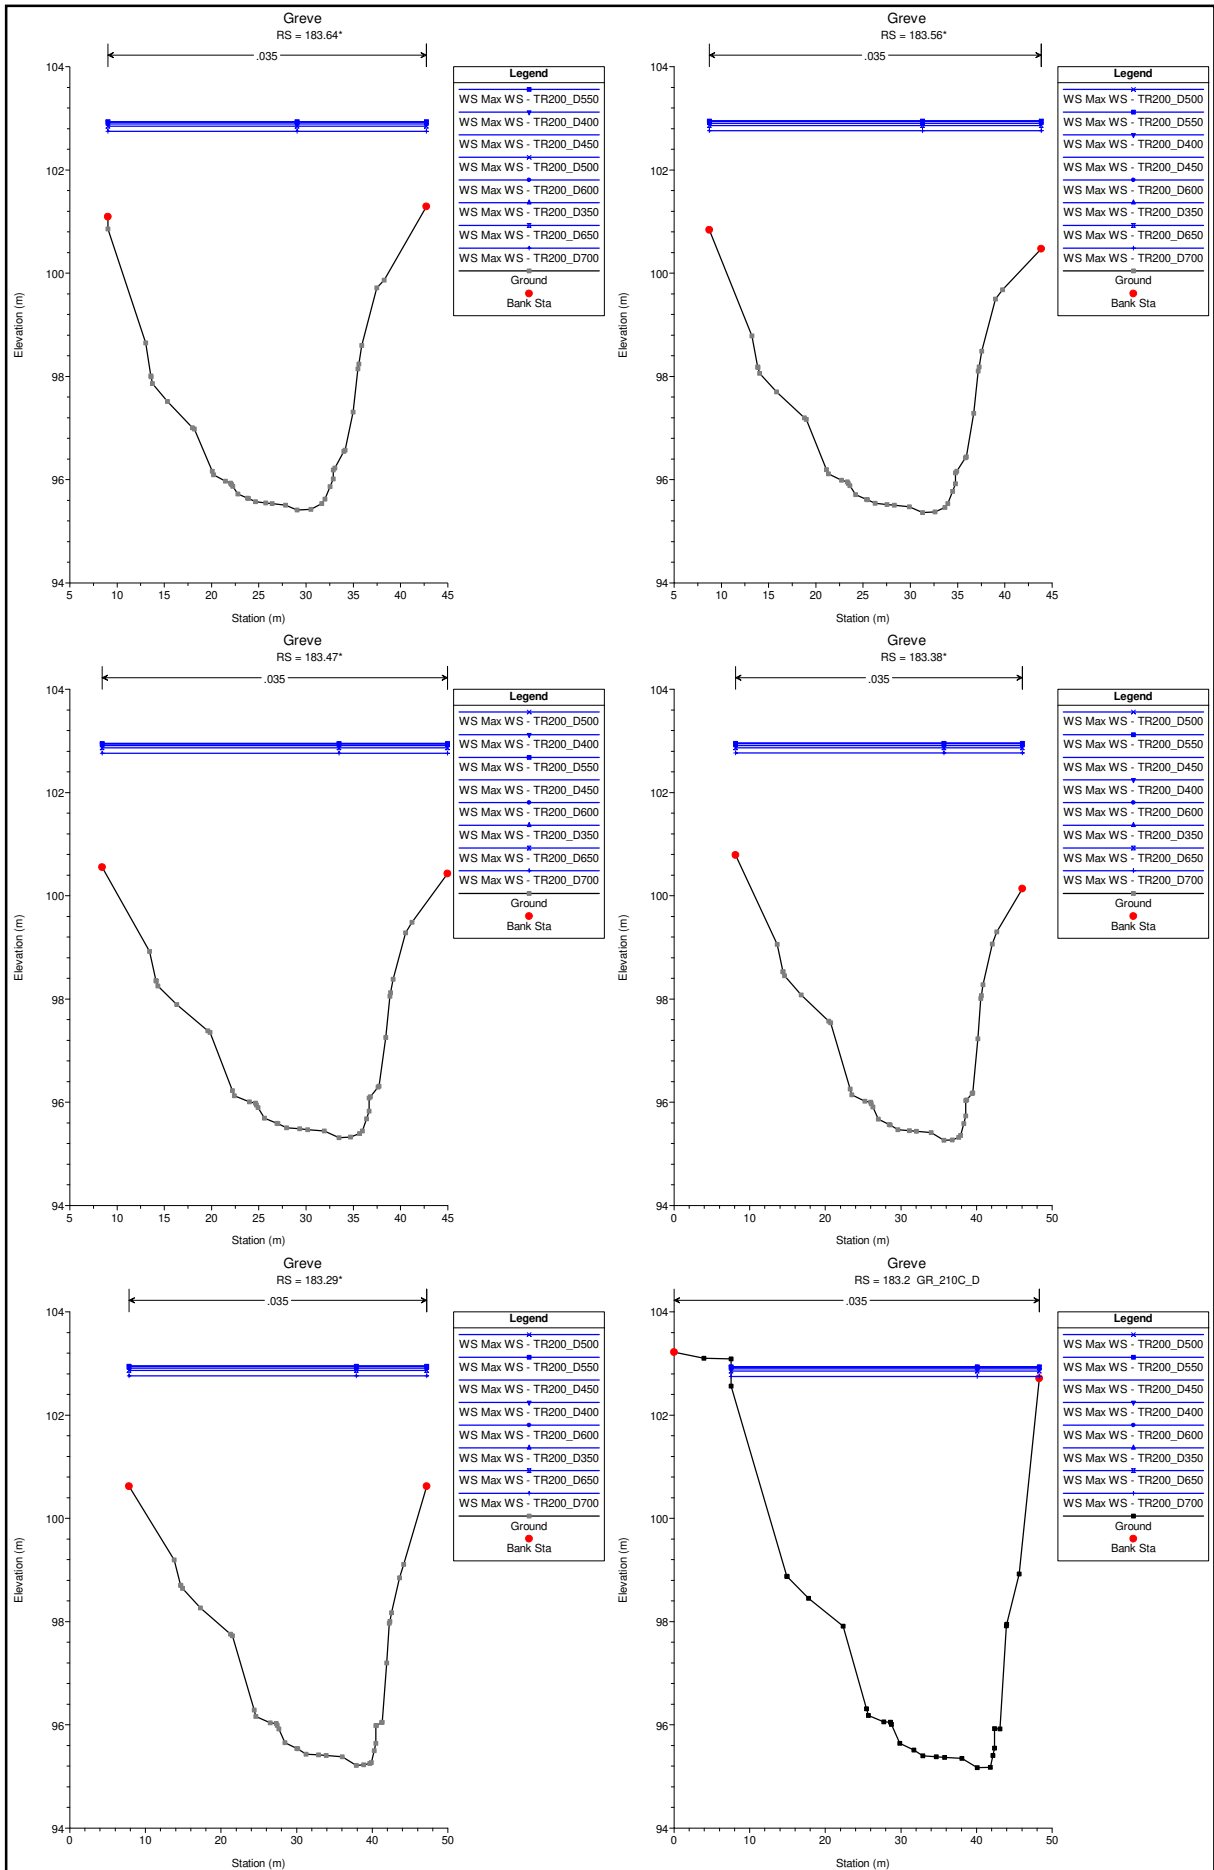 Greve
RS = 183.64*
.035
Legend
WS Max WS - TR200_D550
WS Max WS - TR200_D400
WS Max WS - TR200_D450
WS Max WS - TR200_D500
WS Max WS - TR200_D600
WS Max WS - TR200_D350
WS Max WS - TR200_D650
WS Max WS - TR200_D700
Ground
Bank Sta
104
102
100
98
96
94
Elevation (m)
5 10 15 20 25 30 35 40 45
Station (m)
Greve
RS = 183.56*
.035
Legend
WS Max WS - TR200_D500
WS Max WS - TR200_D550
WS Max WS - TR200_D400
WS Max WS - TR200_D450
WS Max WS - TR200_D600
WS Max WS - TR200_D350
WS Max WS - TR200_D650
WS Max WS - TR200_D700
Ground
Bank Sta
104
102
100
98
96
94
Elevation (m)
5 10 15 20 25 30 35 40 45
Station (m)
Greve
RS = 183.47*
.035
Legend
WS Max WS - TR200_D500
WS Max WS - TR200_D400
WS Max WS - TR200_D550
WS Max WS - TR200_D450
WS Max WS - TR200_D600
WS Max WS - TR200_D350
WS Max WS - TR200_D650
WS Max WS - TR200_D700
Ground
Bank Sta
104
102
100
98
96
94
Elevation (m)
5 10 15 20 25 30 35 40 45
Station (m)
Greve
RS = 183.38*
.035
Legend
WS Max WS - TR200_D500
WS Max WS - TR200_D550
WS Max WS - TR200_D450
WS Max WS - TR200_D400
WS Max WS - TR200_D600
WS Max WS - TR200_D350
WS Max WS - TR200_D650
WS Max WS - TR200_D700
Ground
Bank Sta
104
102
100
98
96
94
Elevation (m)
0 10 20 30 40 50
Station (m)
Greve
RS = 183.29*
.035
Legend
WS Max WS - TR200_D500
WS Max WS - TR200_D550
WS Max WS - TR200_D450
WS Max WS - TR200_D400
WS Max WS - TR200_D600
WS Max WS - TR200_D350
WS Max WS - TR200_D650
WS Max WS - TR200_D700
Ground
Bank Sta
104
102
100
98
96
94
Elevation (m)
0 10 20 30 40 50
Station (m)
Greve
RS = 183.2 GR_210C_D
.035
Legend
WS Max WS - TR200_D500
WS Max WS - TR200_D550
WS Max WS - TR200_D450
WS Max WS - TR200_D400
WS Max WS - TR200_D600
WS Max WS - TR200_D350
WS Max WS - TR200_D650
WS Max WS - TR200_D700
Ground
Bank Sta
104
102
100
98
96
94
Elevation (m)
0 10 20 30 40 50
Station (m)